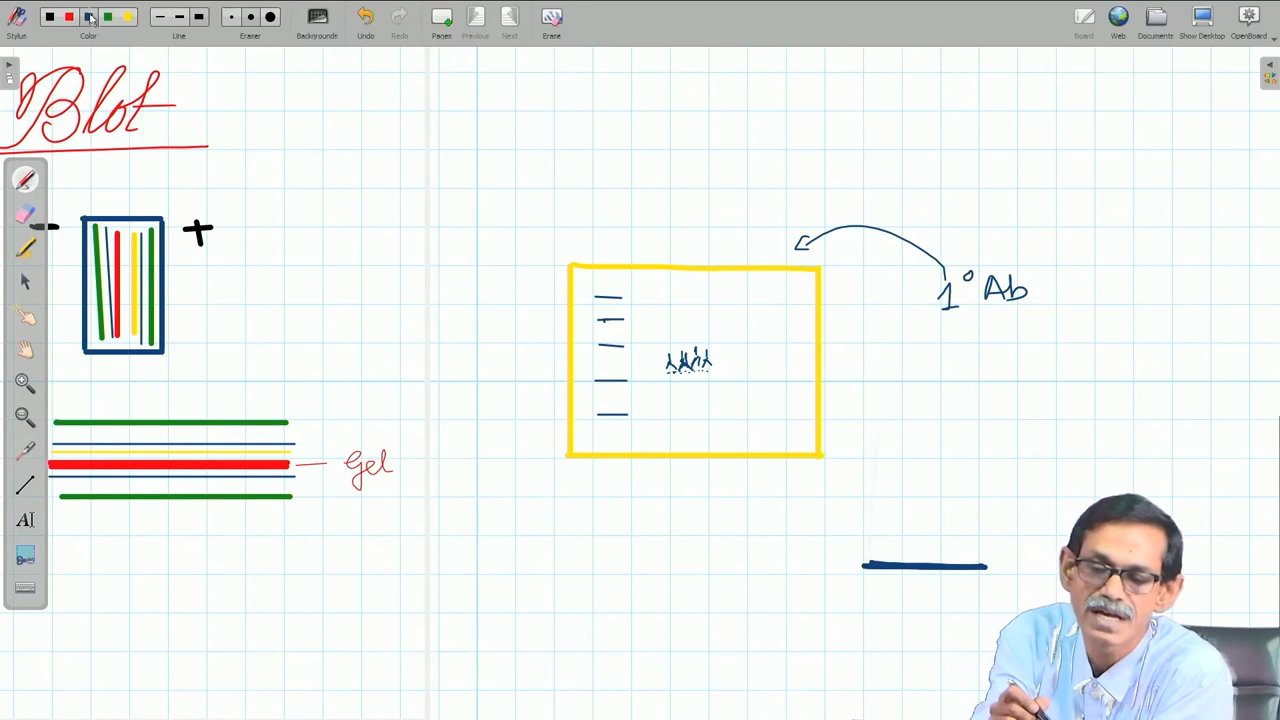 Stylus
Color
Line
Eraser
Backgrounds
Undo
Redo
Pages
Previous
Next
Erase
Board
Web
Documents
Show Desktop
OpenBoard
Blot
- +
1° Ab
Gel
AI